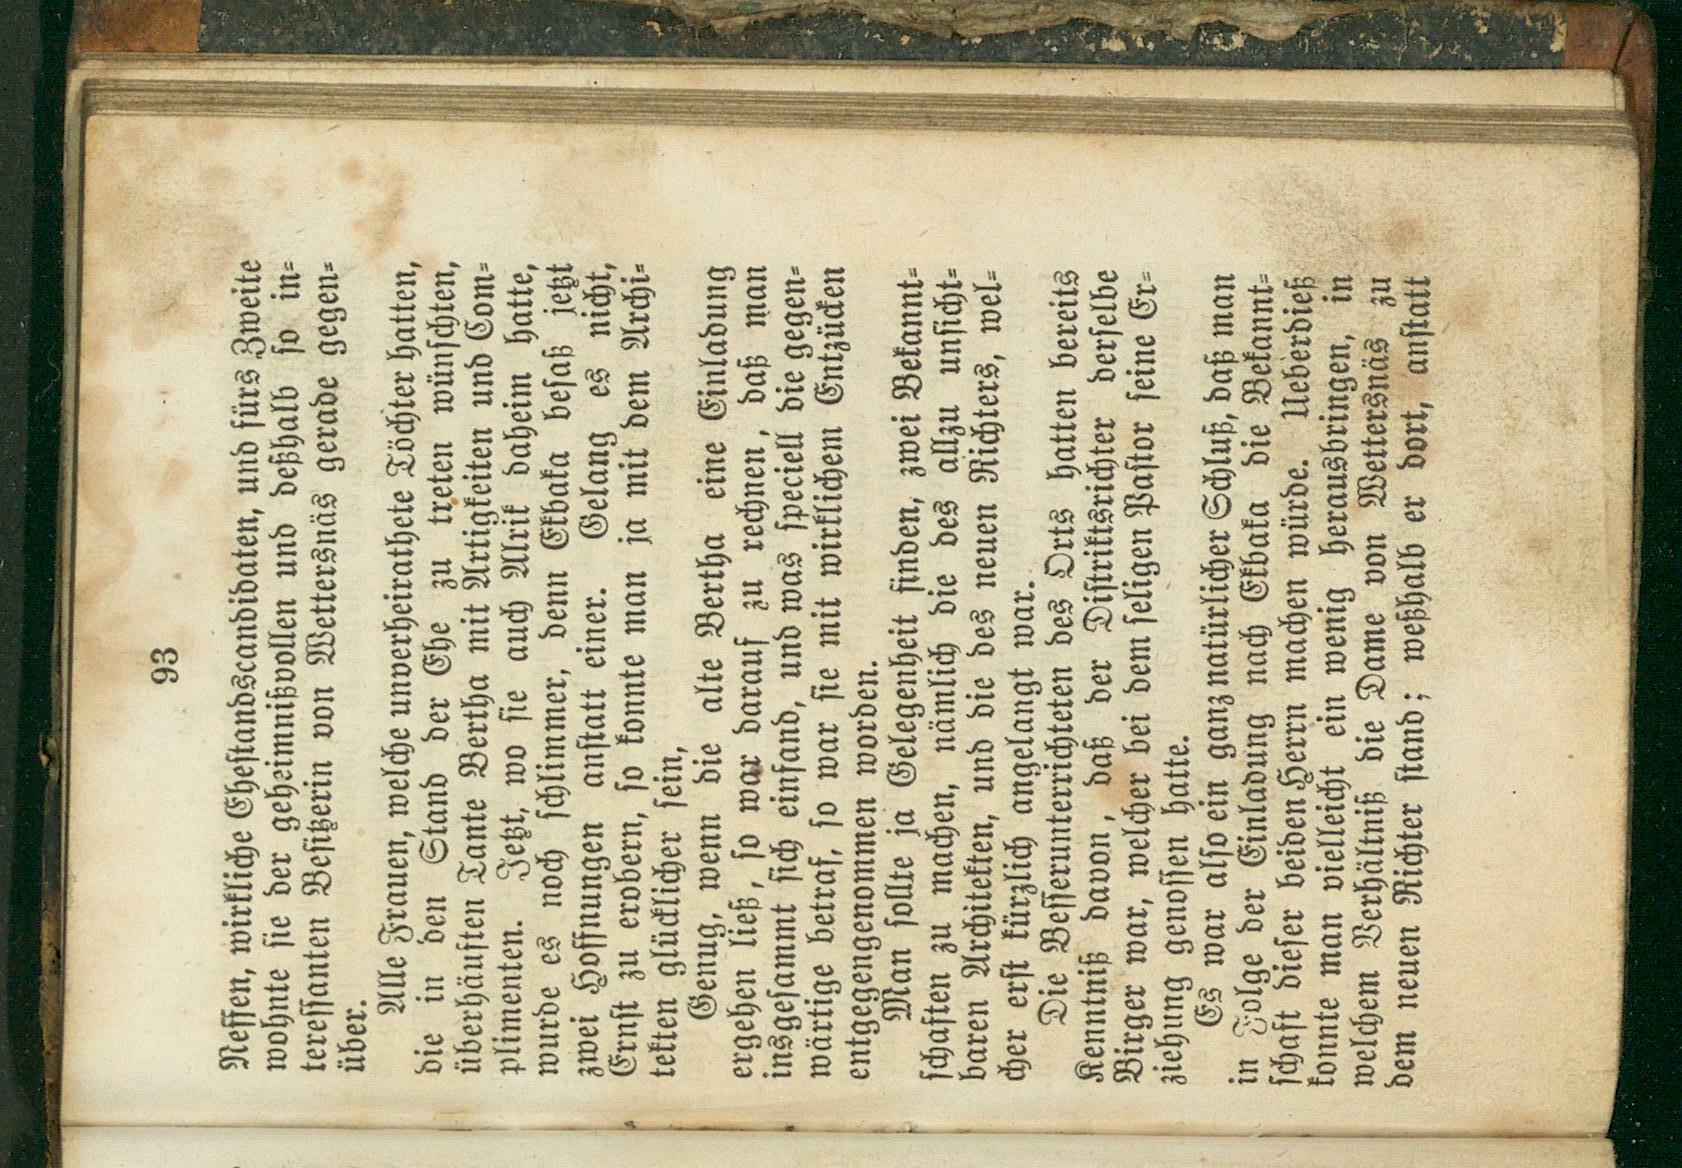 93
Neffen, wirkliche Ehestandscandidaten, und fürs Zweite
wohnte sie der geheimnißvollen und deßhalb so in-
teressanten Besitzerin von Wettersnäs gerade gegen-
über.
Alle Frauen, welche unverheirathete Töchter hatten,
die in den Stand der Ehe zu treten wünschten,
überhäuften Tante Bertha mit Artigkeiten und Com-
plimenten. Jetzt, wo sie auch Ulrik daheim hatte,
wurde es noch schlimmer, denn Ekbaka besaß jetzt
zwei Hoffnungen anstatt einer. Gelang es nicht,
Ernst zu erobern, so konnte man ja mit dem Archi-
tekten glücklicher sein,
Genug, wenn die alte Bertha eine Einladung
ergehen ließ, so war darauf zu rechnen, daß man
insgesammt sich einfand, und was speciell die gegen-
wärtige betraf, so war sie mit wirklichem Entzücken
entgegengenommen worden.
Man sollte ja Gelegenheit finden, zwei Bekannt-
schaften zu machen, nämlich die des allzu unsicht-
baren Architekten, und die des neuen Richters, wel-
cher erst kürzlich angelangt war.
Die Besserunterrichteten des Orts hatten bereits
Kenntniß davon, daß der Distriktsrichter derselbe
Birger war, welcher bei dem seligen Pastor seine Er-
ziehung genossen hatte.
Es war also ein ganz natürlicher Schluß, daß man
in Folge der Einladung nach Ekbaka die Bekannt-
schaft dieser beiden Herrn machen würde. Ueberdieß
konnte man vielleicht ein wenig herausbringen, in
welchem Verhältniß die Dame von Wettersnäs zu
dem neuen Richter stand; weßhalb er dort, anstatt